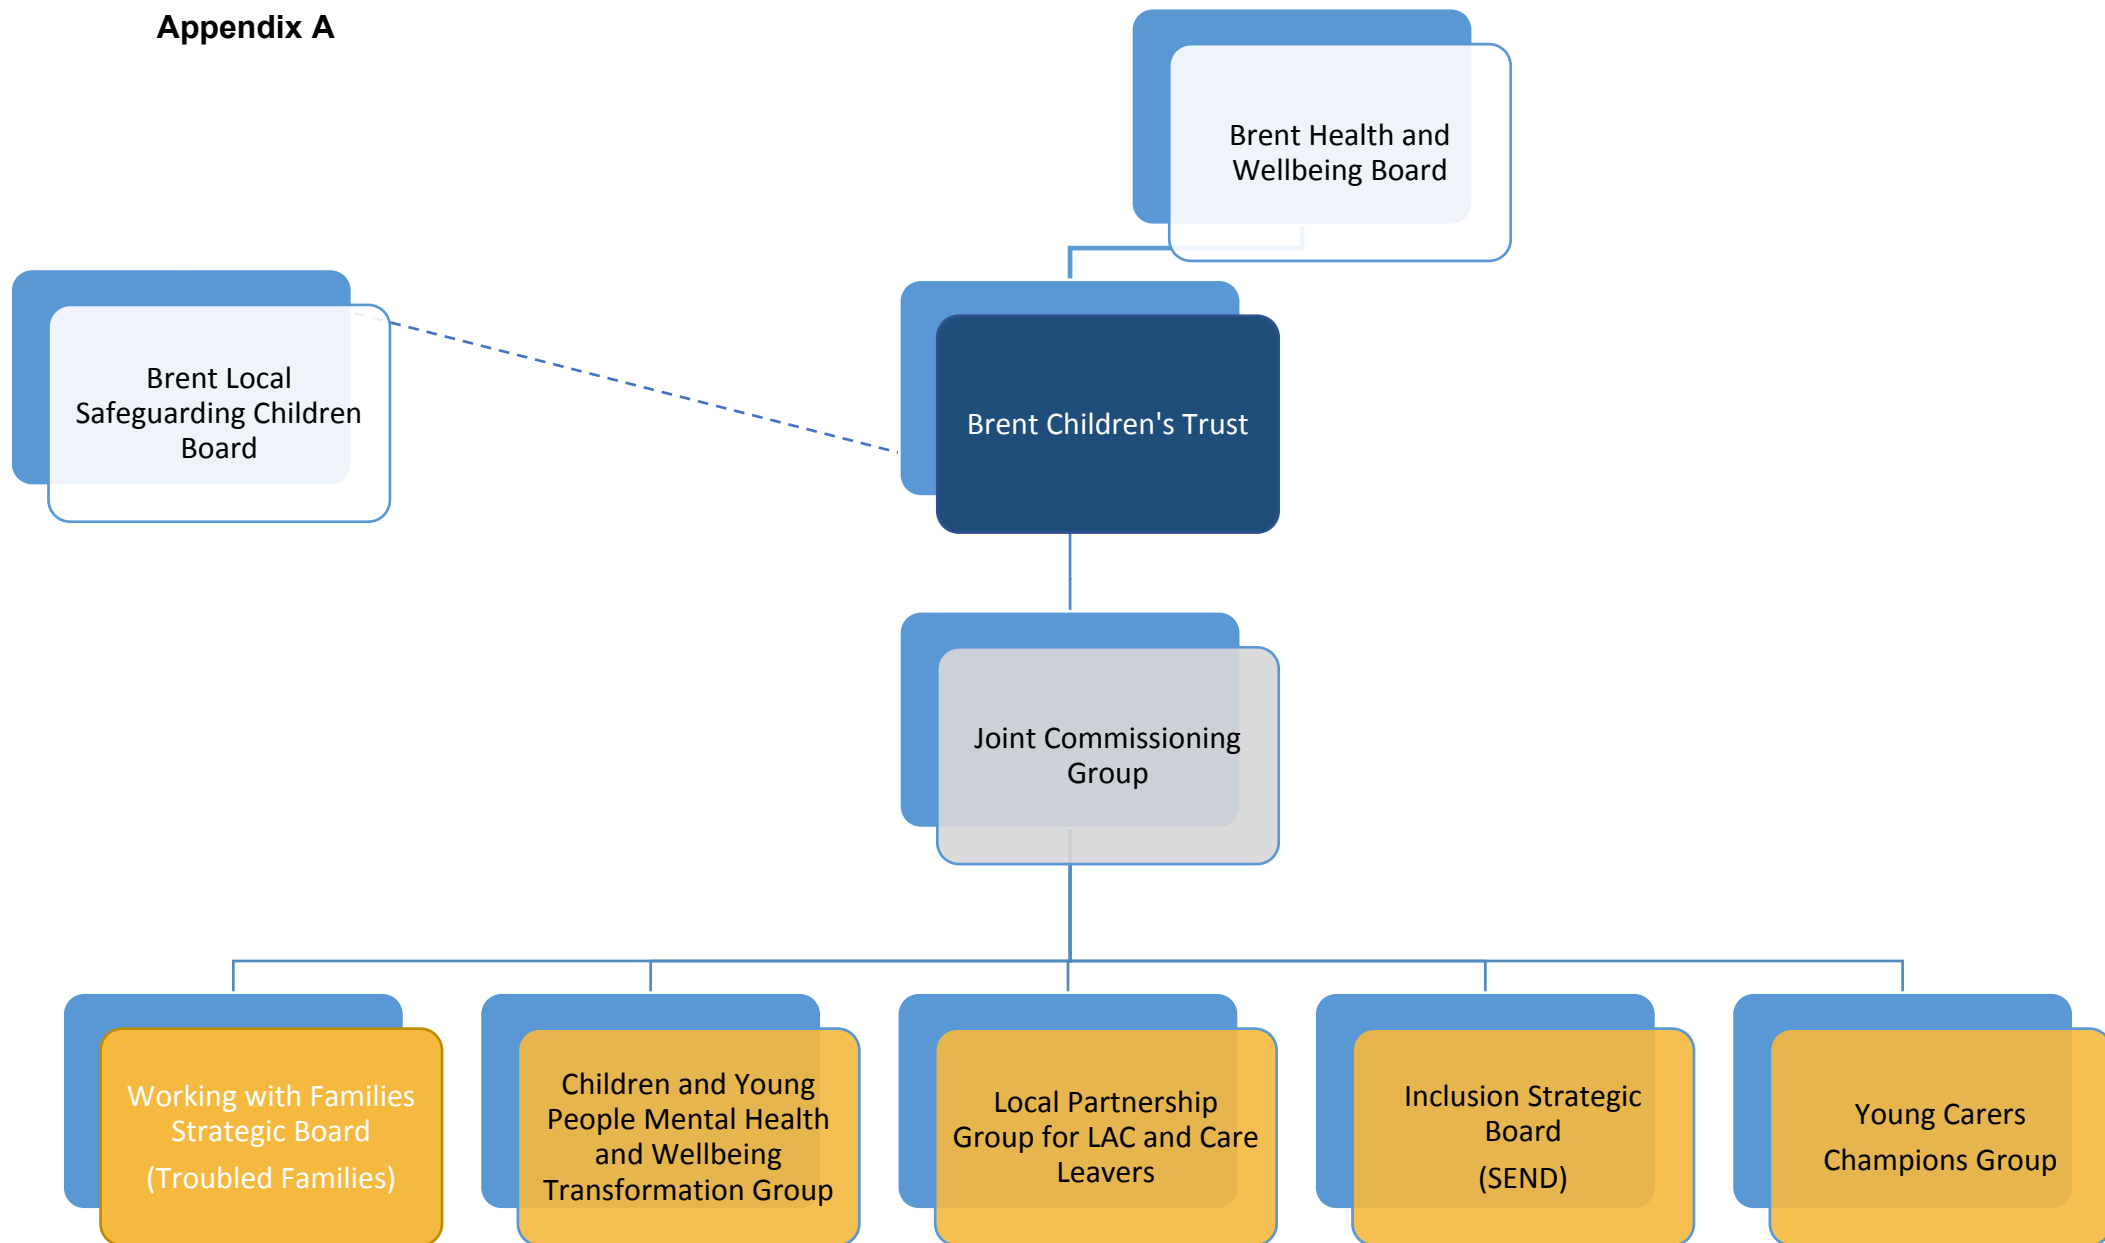 Appendix A
Brent Health and
Wellbeing Board
Brent Local
Safeguarding Children
Board
Brent Children's Trust
Joint Commissioning
Group
Working with Families
Strategic Board
(Troubled Families)
Children and Young
People Mental Health
and Wellbeing
Transformation Group
Local Partnership
Group for LAC and Care
Leavers
Inclusion Strategic
Board
(SEND)
Young Carers
Champions Group